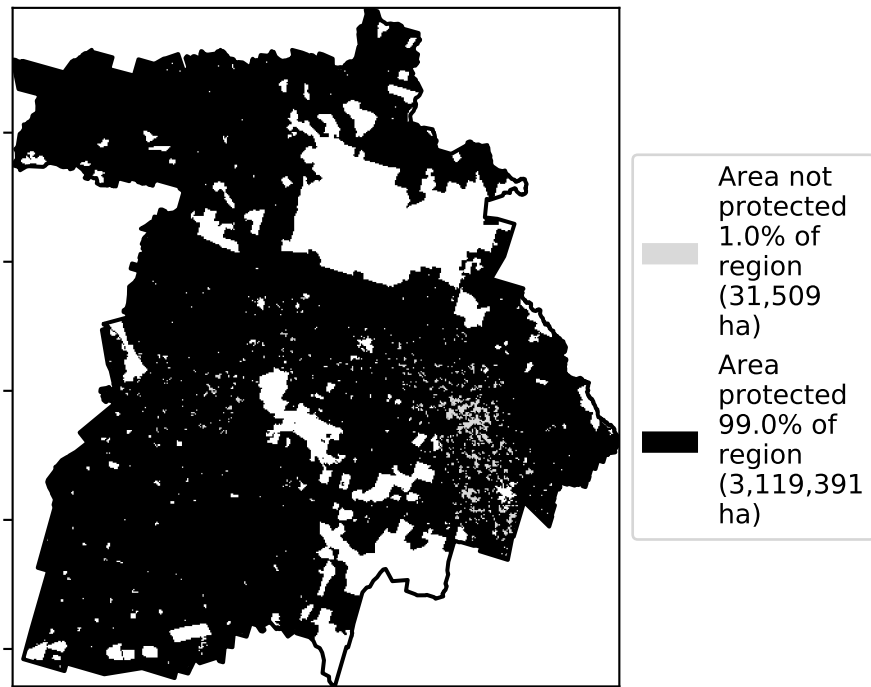 Area not
protected
1.0% of
region
(31,509
ha)
Area
protected
99.0% of
region
(3,119,391
ha)